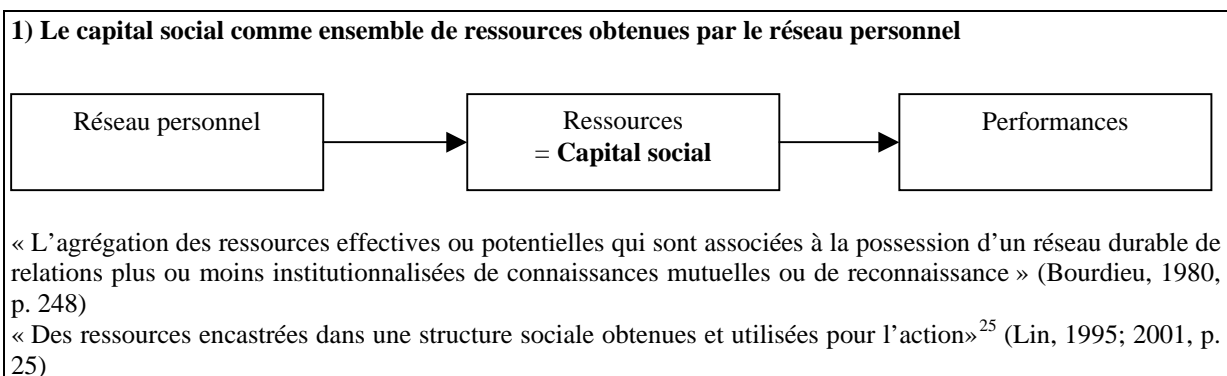 1) Le capital social comme ensemble de ressources obtenues par le réseau personnel
Réseau personnel
Ressources
= Capital social
Performances
« L’agrégation des ressources effectives ou potentielles qui sont associées à la possession d’un réseau durable de
relations plus ou moins institutionnalisées de connaissances mutuelles ou de reconnaissance » (Bourdieu, 1980,
p. 248)
« Des ressources encastrées dans une structure sociale obtenues et utilisées pour l’action»25 (Lin, 1995; 2001, p.
25)